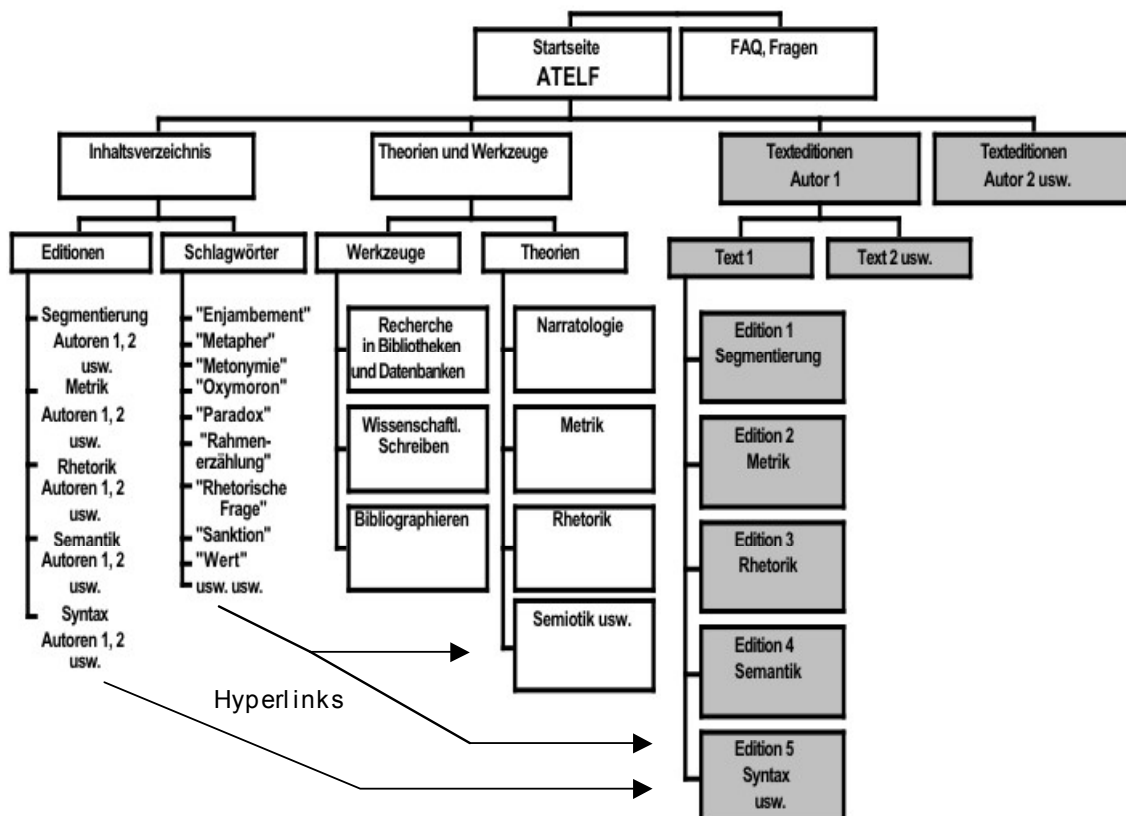 Startseite
ATELF
FAQ, Fragen
Inhaltsverzeichnis
Theorien und Werkzeuge
Texteditionen
Autor 1
Texteditionen
Autor 2 usw.
Editionen
Schlagwörter
Werkzeuge
Theorien
Text 1
Text 2 usw.
Segmentierung
Autoren 1, 2
usw.
Metrik
Autoren 1, 2
usw.
Rhetorik
Autoren 1, 2
usw.
Semantik
Autoren 1, 2
usw.
Syntax
Autoren 1, 2
usw.
"Enjambement"
"Metapher"
"Metonymie"
"Oxymoron"
"Paradox"
"Rahmen-
erzählung"
"Rhetorische
Frage"
"Sanktion"
"Wert"
usw. usw.
Recherche
in Bibliotheken
und Datenbanken
Wissenschaftl.
Schreiben
Bibliographieren
Narratologie
Metrik
Rhetorik
Semiotik usw.
Edition 1
Segmentierung
Edition 2
Metrik
Edition 3
Rhetorik
Edition 4
Semantik
Edition 5
Syntax
usw.
Hyperlinks